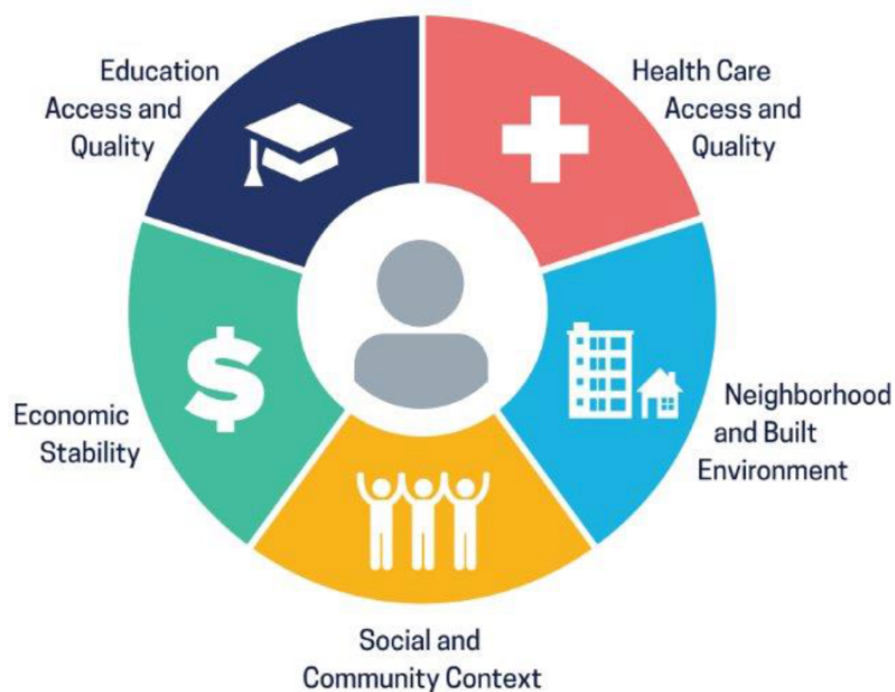 Education
Access and
Quality
Health Care
Access and
Quality
Economic
Stability
$
Neighborhood
and Built
Environment
Social and
Community Context